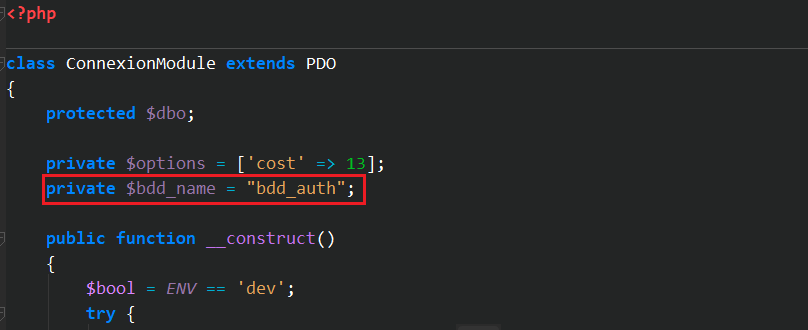 <?php
class ConnexionModule extends PDO
{
protected $dbo;
private $options = ['cost' => 13];
private $bdd_name = "bdd_auth";
public function __construct()
{
$bool = ENV == 'dev';
try {